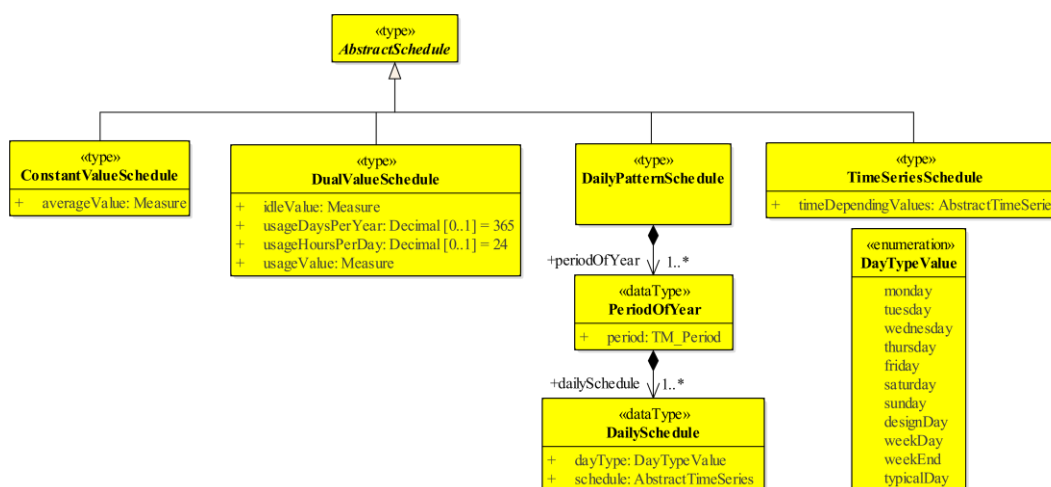 «type»
AbstractSchedule
«type»
ConstantValueSchedule
+ averageValue: Measure
«type»
DualValueSchedule
+ idleValue: Measure
+ usageDaysPerYear: Decimal [0..1] = 365
+ usageHoursPerDay: Decimal [0..1] = 24
+ usageValue: Measure
«type»
DailyPatternSchedule
«type»
TimeSeriesSchedule
+ timeDependingValues: AbstractTimeSeries
+periodOfYear 1..*
«dataType»
PeriodOfYear
+ period: TM_Period
+dailySchedule 1..*
«dataType»
DailySchedule
+ dayType: DayTypeValue
+ schedule: AbstractTimeSeries
«enumeration»
DayTypeValue
monday
tuesday
wednesday
thursday
friday
saturday
sunday
designDay
weekDay
weekEnd
typicalDay